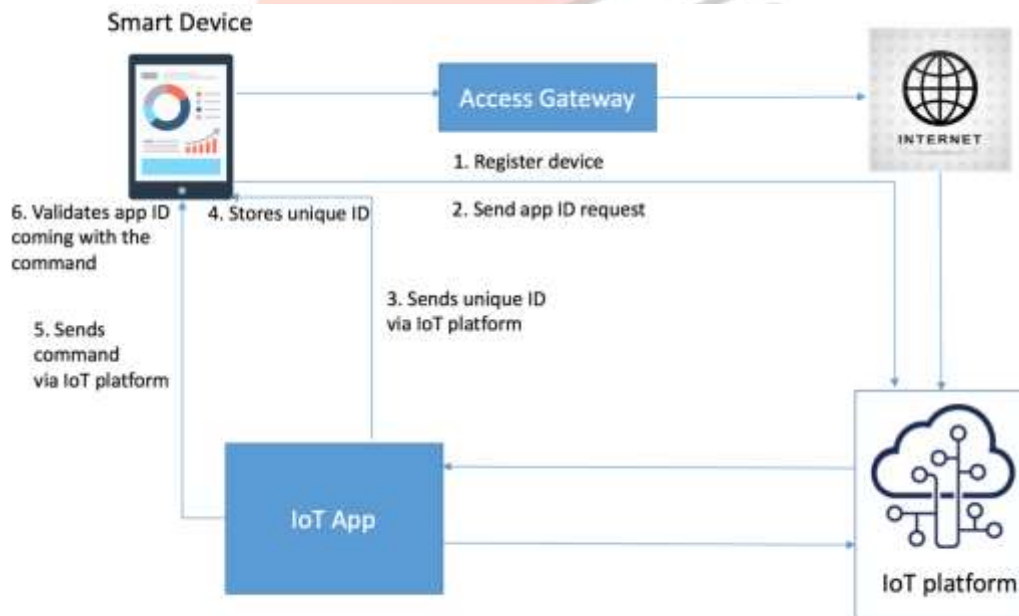 Smart Device
Access Gateway
INTERNET
1. Register device
2. Send app ID request
6. Validates app ID
coming with the
command
4. Stores unique ID
3. Sends unique ID
via IoT platform
5. Sends
command
via IoT platform
IoT App
IoT platform